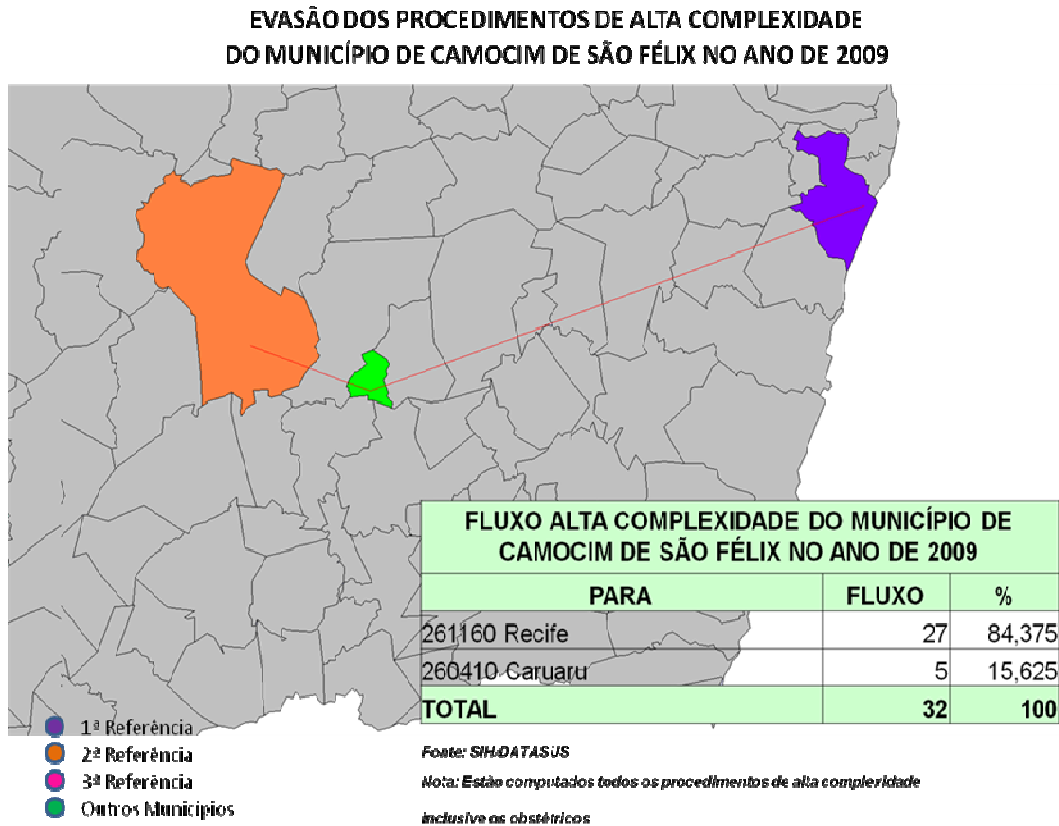 EVASÃO DOS PROCEDIMENTOS DE ALTA COMPLEXIDADE
DO MUNICÍPIO DE CAMOCIM DE SÃO FÉLIX NO ANO DE 2009
FLUXO ALTA COMPLEXIDADE DO MUNICÍPIO DE
CAMOCIM DE SÃO FÉLIX NO ANO DE 2009
PARA FLUXO %
261160 Recife 27 84,375
260410 Caruaru 5 15,625
TOTAL 32 100
1ª Referência
2ª Referência
3ª Referência
Outros Municípios
Fonte: SIH/DATASUS
Nota: Estão computados todos os procedimentos de alta complexidade
inclusive os obstétricos